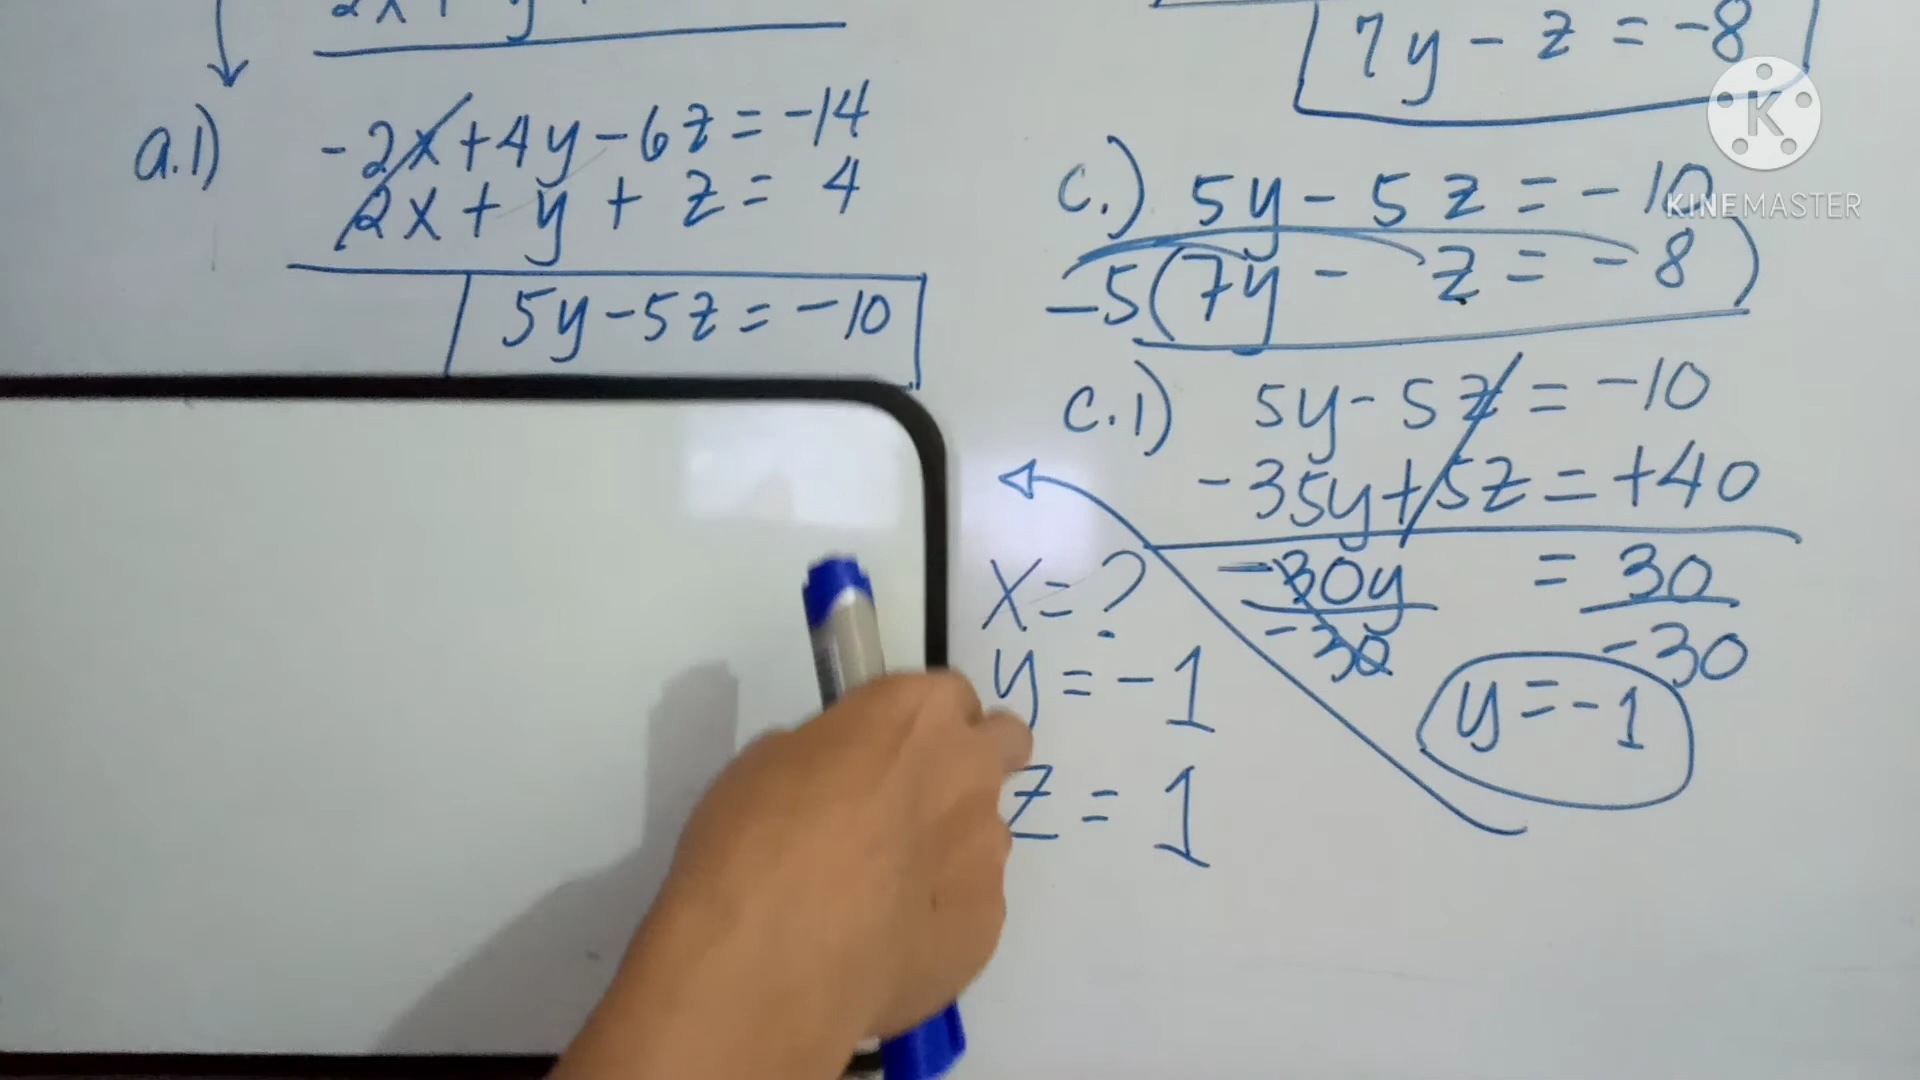 2x + y
a.1) -2x+4y-6z = -14
2x + y + z = 4
5y-5z = -10
7y - z = -8
K
KINEMASTER
c.) 5y - 5z = -10
-5(7y - z = -8)
c.1) 5y - 5z = -10
-35y+5z = +40
-30y = 30
-30 -30
y = -1
x = ?
y = -1
z = 1